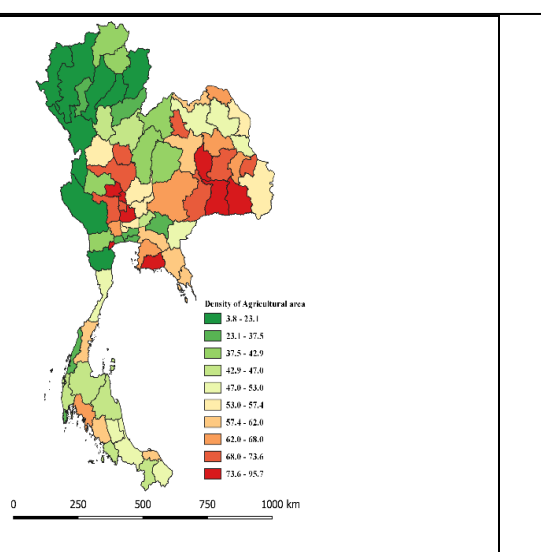 Density of Agricultural area
3.8 - 23.1
23.1 - 37.5
37.5 - 42.9
42.9 - 47.0
47.0 - 53.0
53.0 - 57.4
57.4 - 62.0
62.0 - 68.0
68.0 - 73.6
73.6 - 95.7
0 250 500 750 1000 km